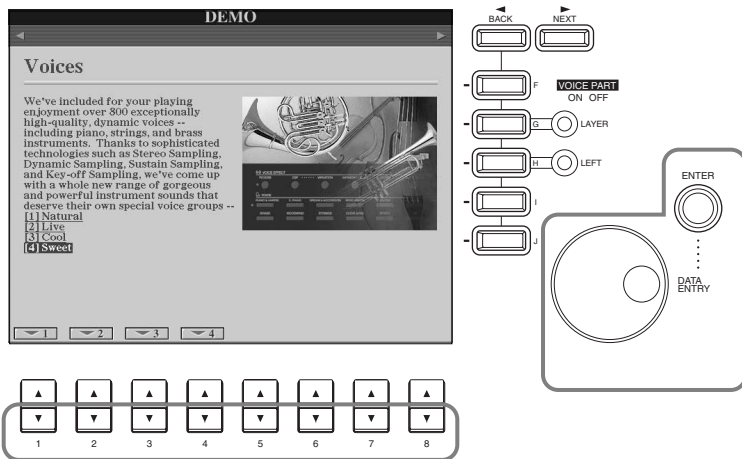 DEMO
Voices
We've included for your playing
enjoyment over 800 exceptionally
high-quality, dynamic voices --
including piano, strings, and brass
instruments. Thanks to sophisticated
technologies such as Stereo Sampling,
Dynamic Sampling, Sustain Sampling,
and Key-off Sampling, we've come up
with a whole new range of gorgeous
and powerful instrument sounds that
deserve their own special voice groups --
[1] Natural
[2] Live
[3] Cool
[4] Sweet
1 2 3 4
BACK NEXT
F VOICE PART
ON OFF
G LAYER
H LEFT
I
J
ENTER
DATA
ENTRY
1 2 3 4 5 6 7 8